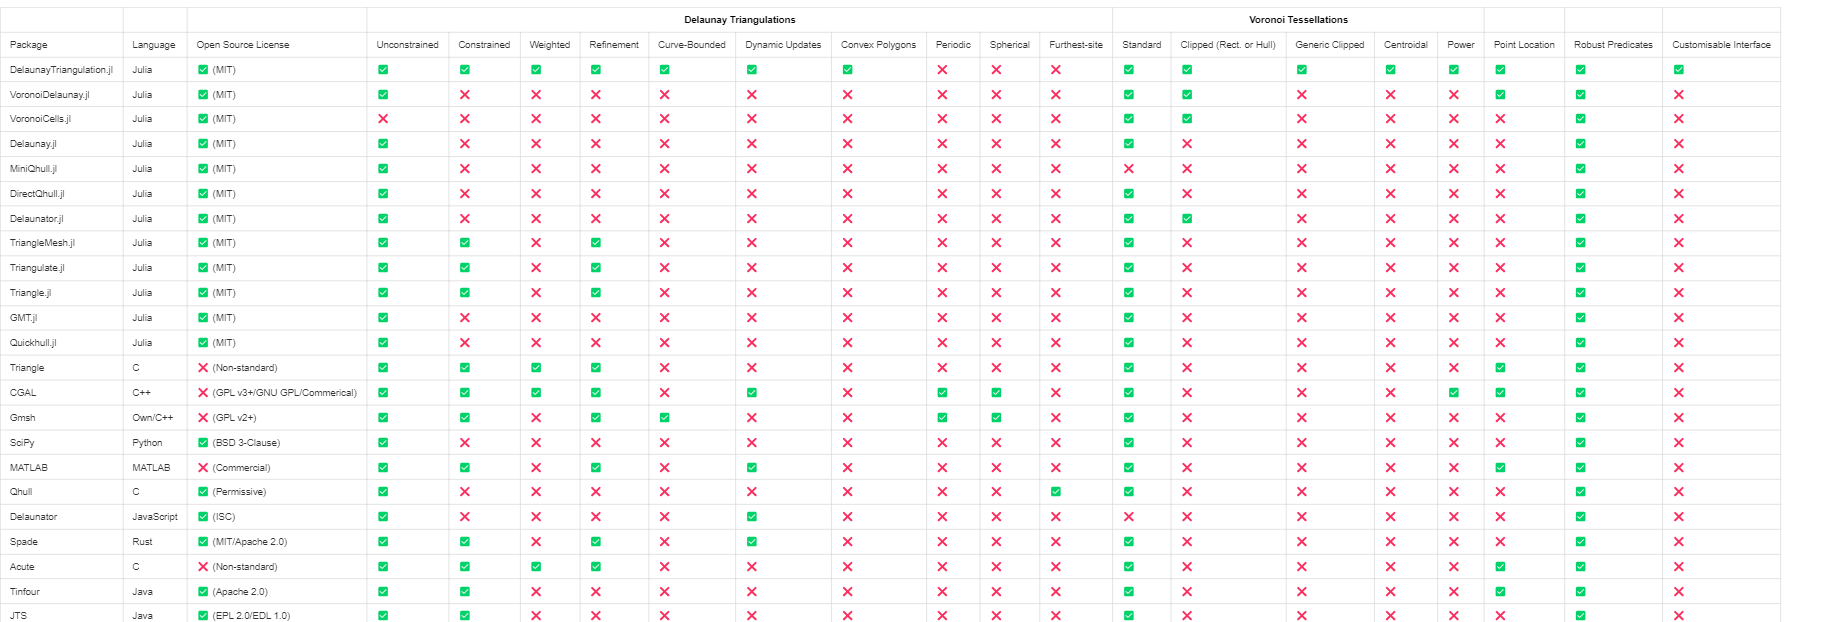 Delaunay Triangulations Voronoi Tessellations
Package Language Open Source License Unconstrained Constrained Weighted Refinement Curve-Bounded Dynamic Updates Convex Polygons Periodic Spherical Furthest-site Standard Clipped (Rect. or Hull) Generic Clipped Centroidal Power Point Location Robust Predicates Customisable Interface
DelaunayTriangulation.jl Julia ✅ (MIT) ✅ ✅ ✅ ✅ ✅ ✅ ✅ ❌ ❌ ❌ ✅ ✅ ✅ ✅ ✅ ✅ ✅ ✅
VoronoiDelaunay.jl Julia ✅ (MIT) ✅ ❌ ❌ ❌ ❌ ❌ ❌ ❌ ❌ ❌ ✅ ✅ ❌ ❌ ❌ ✅ ✅ ❌
VoronoiCells.jl Julia ✅ (MIT) ❌ ❌ ❌ ❌ ❌ ❌ ❌ ❌ ❌ ❌ ✅ ✅ ❌ ❌ ❌ ❌ ✅ ❌
Delaunay.jl Julia ✅ (MIT) ✅ ❌ ❌ ❌ ❌ ❌ ❌ ❌ ❌ ❌ ✅ ❌ ❌ ❌ ❌ ❌ ✅ ❌
MiniQhull.jl Julia ✅ (MIT) ✅ ❌ ❌ ❌ ❌ ❌ ❌ ❌ ❌ ❌ ❌ ❌ ❌ ❌ ❌ ❌ ✅ ❌
DirectQhull.jl Julia ✅ (MIT) ✅ ❌ ❌ ❌ ❌ ❌ ❌ ❌ ❌ ❌ ✅ ❌ ❌ ❌ ❌ ❌ ✅ ❌
Delaunator.jl Julia ✅ (MIT) ✅ ❌ ❌ ❌ ❌ ❌ ❌ ❌ ❌ ❌ ✅ ✅ ❌ ❌ ❌ ❌ ✅ ❌
TriangleMesh.jl Julia ✅ (MIT) ✅ ✅ ❌ ✅ ❌ ❌ ❌ ❌ ❌ ❌ ✅ ❌ ❌ ❌ ❌ ❌ ✅ ❌
Triangulate.jl Julia ✅ (MIT) ✅ ✅ ❌ ✅ ❌ ❌ ❌ ❌ ❌ ❌ ✅ ❌ ❌ ❌ ❌ ❌ ✅ ❌
Triangle.jl Julia ✅ (MIT) ✅ ✅ ❌ ✅ ❌ ❌ ❌ ❌ ❌ ❌ ✅ ❌ ❌ ❌ ❌ ❌ ✅ ❌
GMT.jl Julia ✅ (MIT) ✅ ❌ ❌ ❌ ❌ ❌ ❌ ❌ ❌ ❌ ✅ ❌ ❌ ❌ ❌ ❌ ✅ ❌
Quickhull.jl Julia ✅ (MIT) ✅ ❌ ❌ ❌ ❌ ❌ ❌ ❌ ❌ ❌ ✅ ❌ ❌ ❌ ❌ ❌ ✅ ❌
Triangle C ❌ (Non-standard) ✅ ✅ ✅ ✅ ❌ ❌ ❌ ❌ ❌ ❌ ✅ ❌ ❌ ❌ ❌ ✅ ✅ ❌
CGAL C++ ❌ (GPL v3+/GNU GPL/Commerical) ✅ ✅ ✅ ✅ ❌ ✅ ❌ ✅ ✅ ❌ ✅ ❌ ❌ ❌ ✅ ✅ ✅ ❌
Gmsh Own/C++ ❌ (GPL v2+) ✅ ✅ ❌ ✅ ✅ ❌ ❌ ✅ ✅ ❌ ✅ ❌ ❌ ❌ ❌ ❌ ✅ ❌
SciPy Python ✅ (BSD 3-Clause) ✅ ❌ ❌ ❌ ❌ ❌ ❌ ❌ ❌ ❌ ✅ ❌ ❌ ❌ ❌ ❌ ✅ ❌
MATLAB MATLAB ❌ (Commercial) ✅ ✅ ❌ ✅ ❌ ✅ ❌ ❌ ❌ ❌ ✅ ❌ ❌ ❌ ❌ ✅ ✅ ❌
Qhull C ✅ (Permissive) ✅ ❌ ❌ ❌ ❌ ❌ ❌ ❌ ❌ ✅ ✅ ❌ ❌ ❌ ❌ ❌ ✅ ❌
Delaunator JavaScript ✅ (ISC) ✅ ❌ ❌ ❌ ❌ ✅ ❌ ❌ ❌ ❌ ❌ ❌ ❌ ❌ ❌ ❌ ✅ ❌
Spade Rust ✅ (MIT/Apache 2.0) ✅ ✅ ❌ ✅ ❌ ✅ ❌ ❌ ❌ ❌ ✅ ❌ ❌ ❌ ❌ ❌ ✅ ❌
Acute C ❌ (Non-standard) ✅ ✅ ✅ ✅ ❌ ❌ ❌ ❌ ❌ ❌ ✅ ❌ ❌ ❌ ❌ ✅ ✅ ❌
Tinfour Java ✅ (Apache 2.0) ✅ ✅ ❌ ❌ ❌ ❌ ❌ ❌ ❌ ❌ ✅ ❌ ❌ ❌ ❌ ✅ ✅ ❌
JTS Java ✅ (EPL 2.0/EDL 1.0) ✅ ✅ ❌ ❌ ❌ ❌ ❌ ❌ ❌ ❌ ✅ ❌ ❌ ❌ ❌ ❌ ✅ ❌